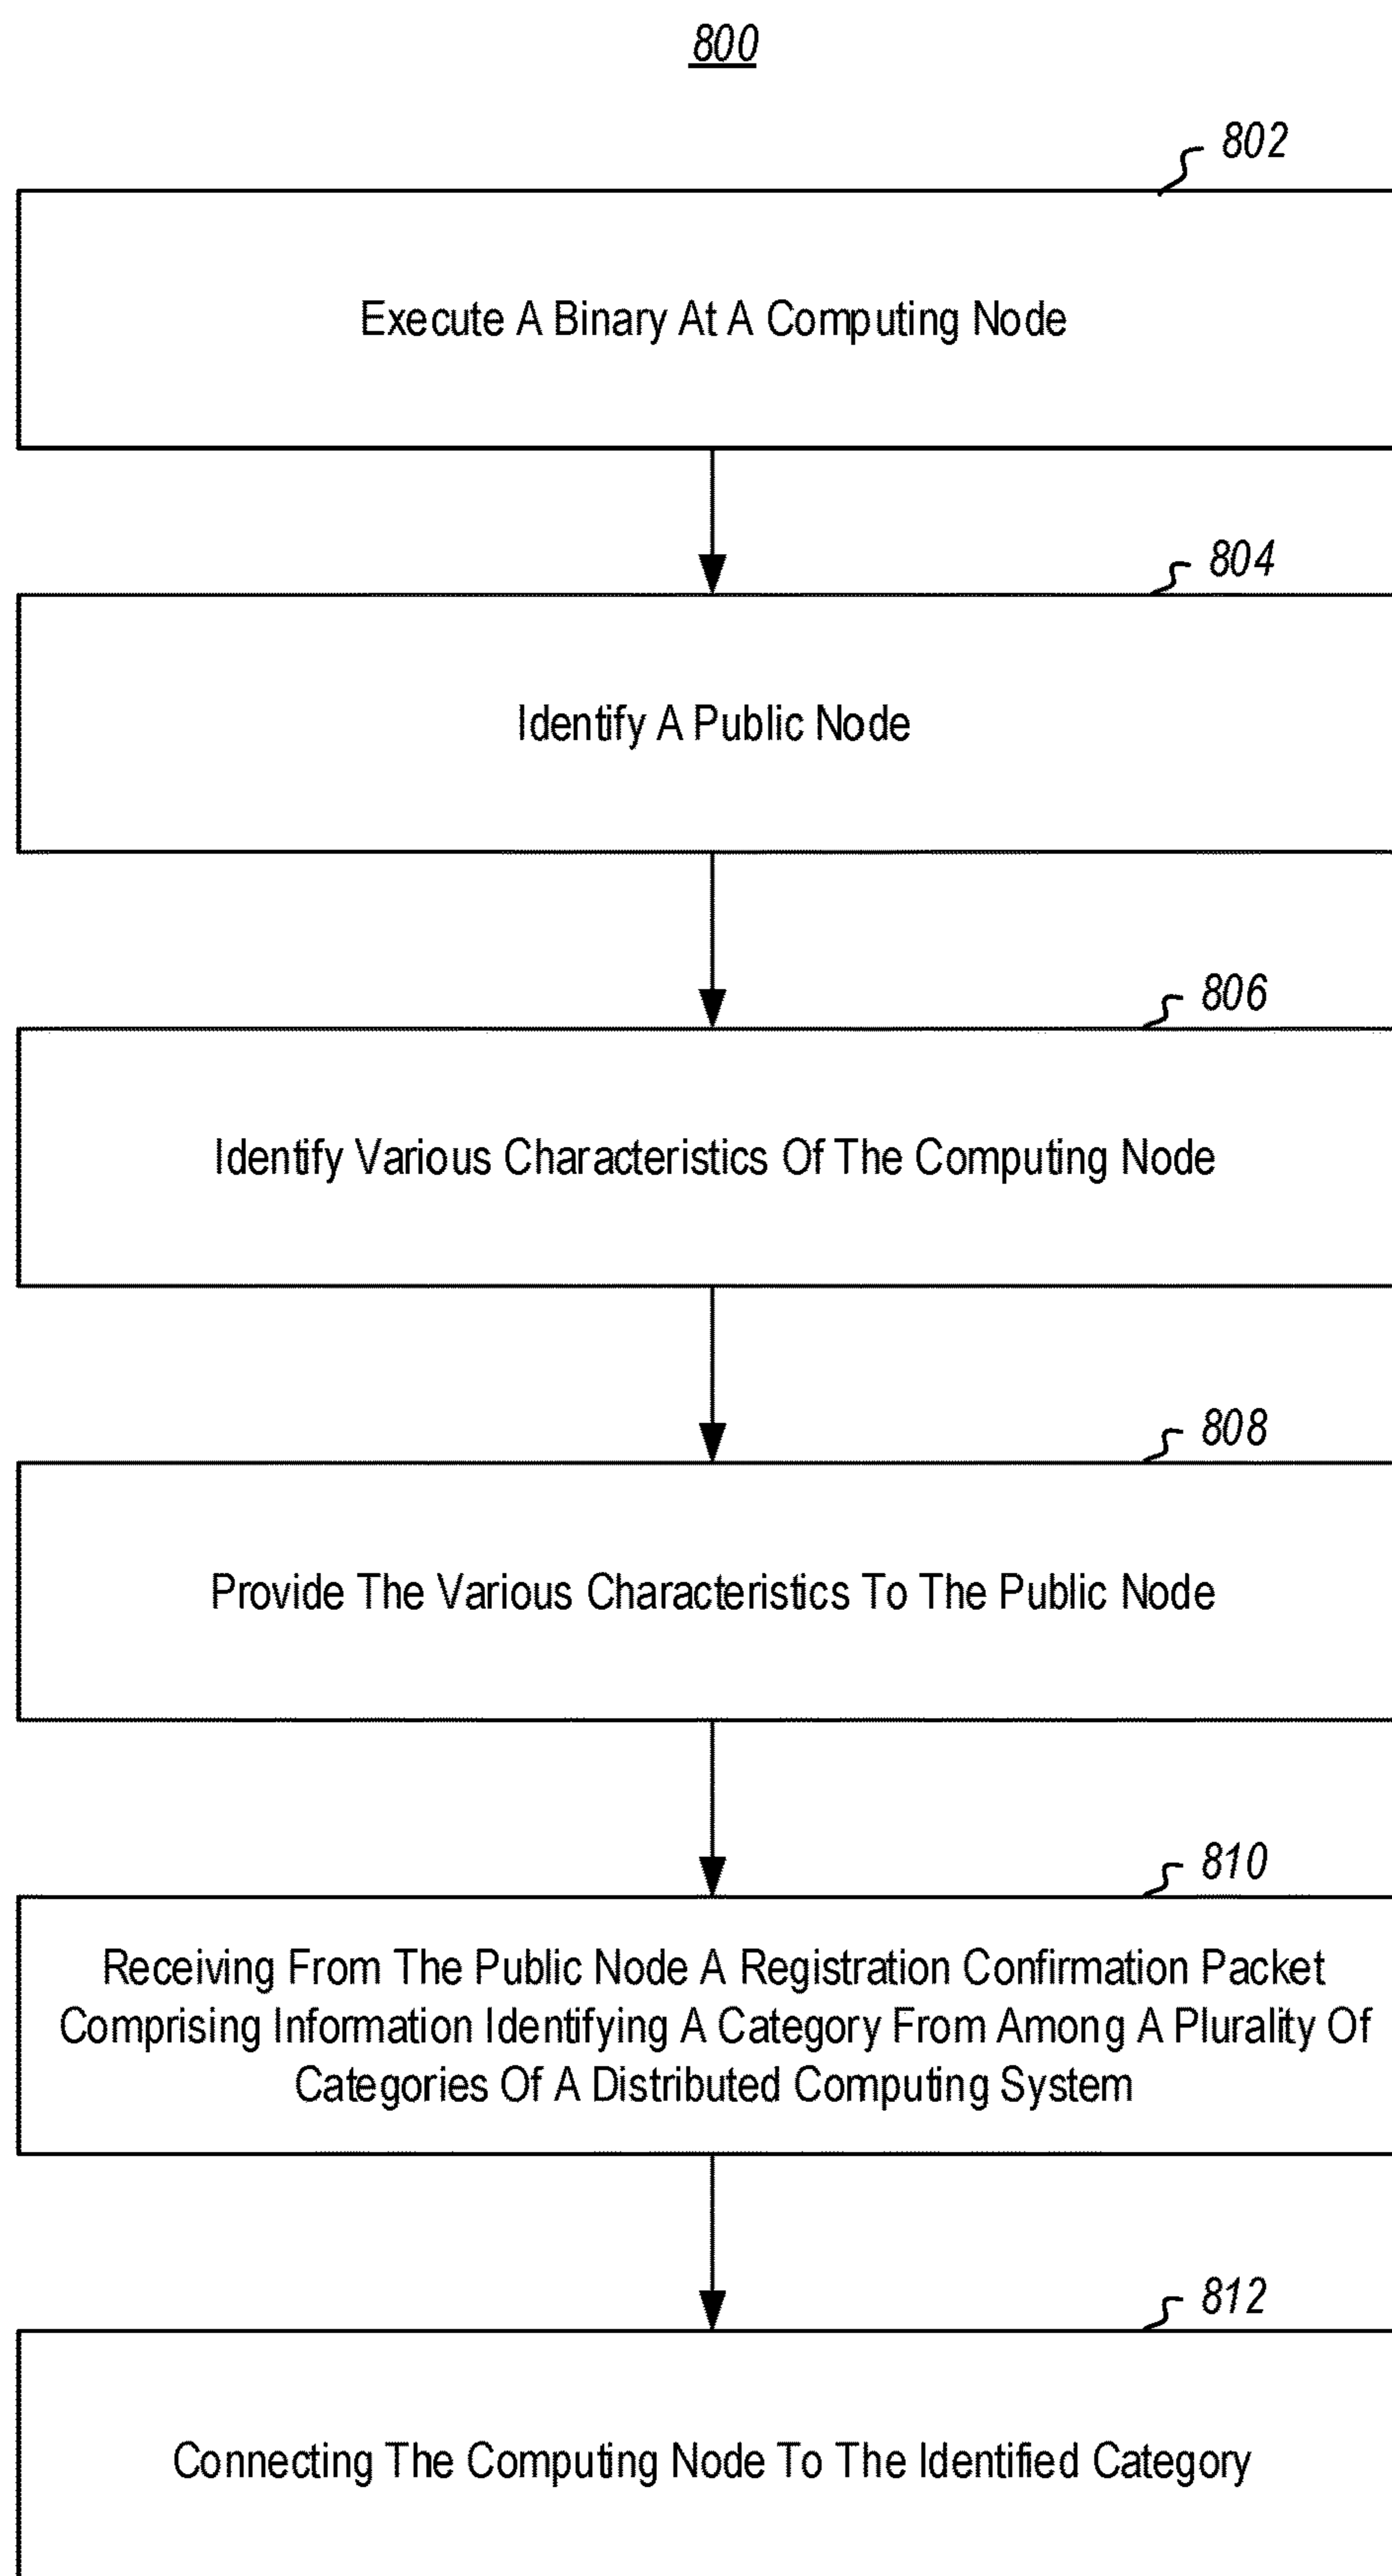 800
802
Execute A Binary At A Computing Node
804
Identify A Public Node
806
Identify Various Characteristics Of The Computing Node
808
Provide The Various Characteristics To The Public Node
810
Receiving From The Public Node A Registration Confirmation Packet
Comprising Information Identifying A Category From Among A Plurality Of
Categories Of A Distributed Computing System
812
Connecting The Computing Node To The Identified Category